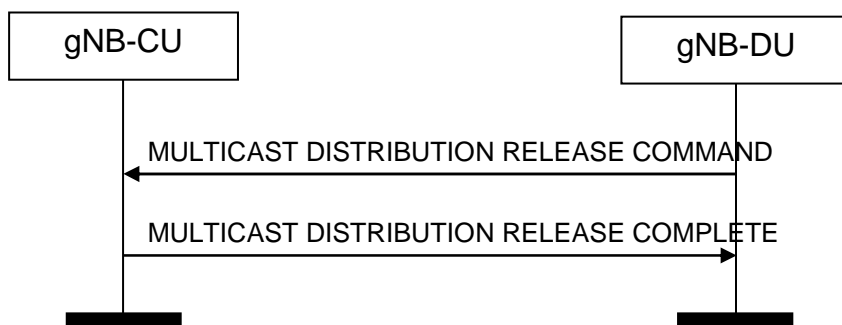 gNB-CU
gNB-DU
MULTICAST DISTRIBUTION RELEASE COMMAND
MULTICAST DISTRIBUTION RELEASE COMPLETE